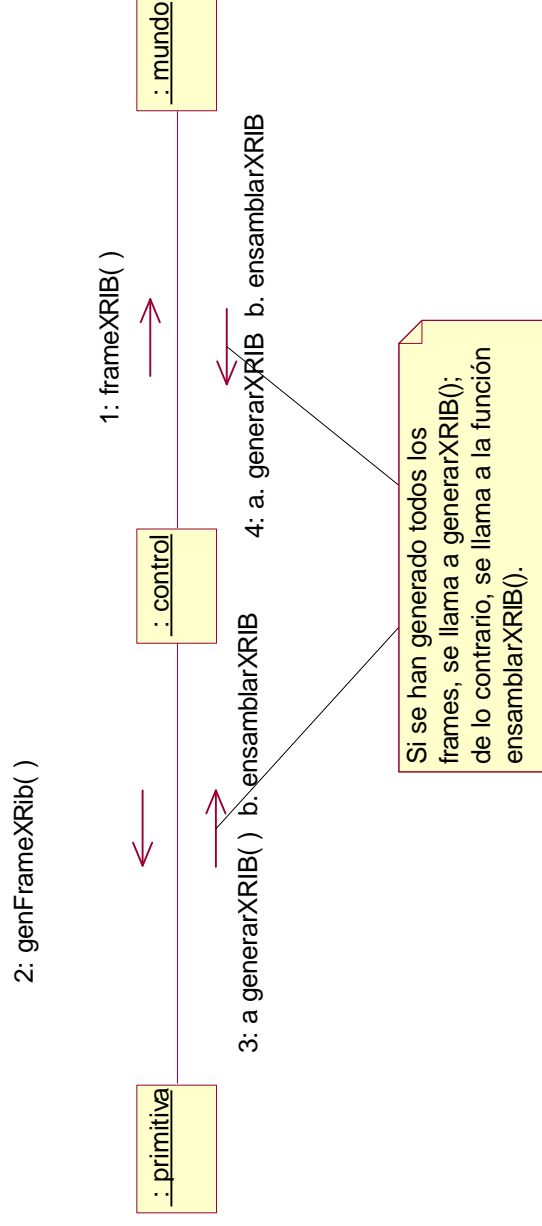 2: genFrameXRib( )
1: frameXRIB( )
: primitiva
: control
: mundo
3: a generarXRIB( )  b. ensamblarXRIB
4: a. generarXRIB  b. ensamblarXRIB
Si se han generado todos los
frames, se llama a generarXRIB();
de lo contrario, se llama a la función
ensamblarXRIB().